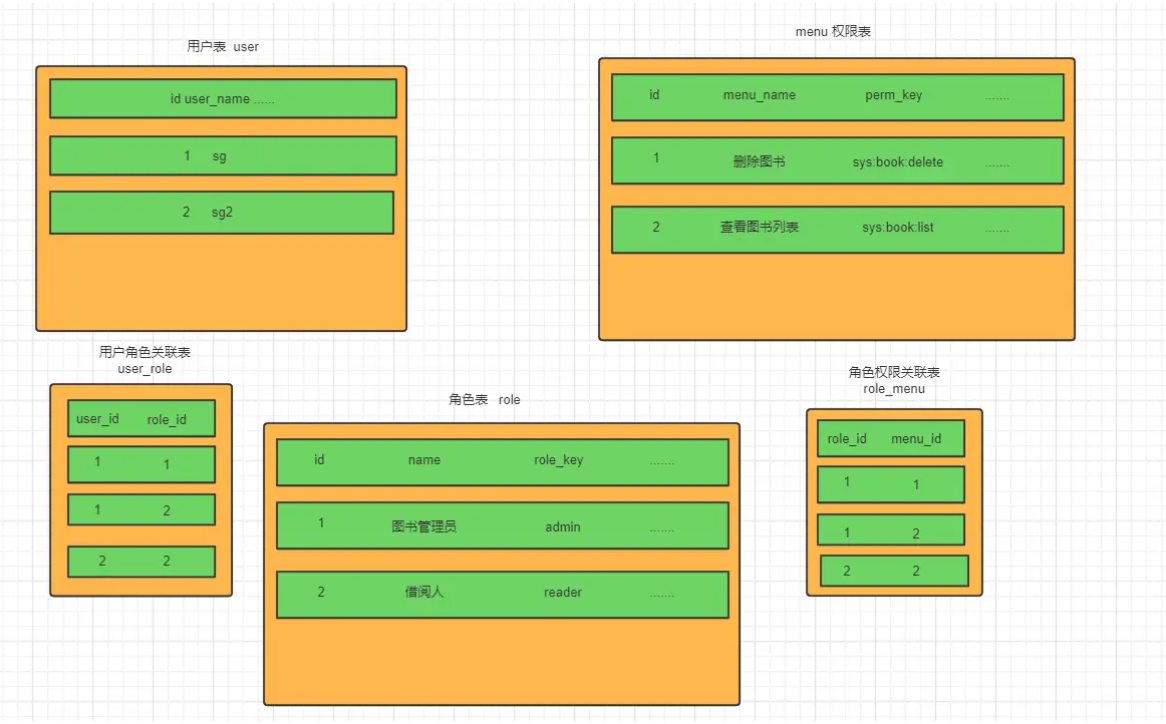 用户表 user
id user_name ......
1 sg
2 sg2
menu 权限表
id menu_name perm_key .......
1 删除图书 sys:book:delete .......
2 查看图书列表 sys:book:list .......
用户角色关联表
user_role
user_id role_id
1 1
1 2
2 2
角色表 role
id name role_key .......
1 图书管理员 admin .......
2 借阅人 reader .......
角色权限关联表
role_menu
role_id menu_id
1 1
1 2
2 2